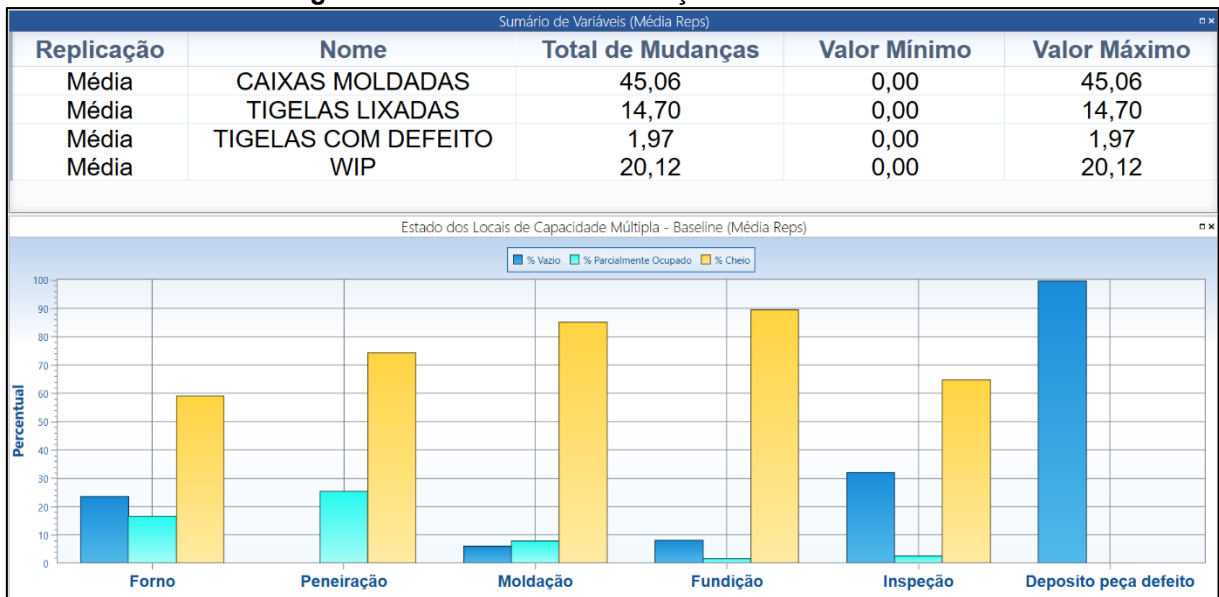 Sumário de Variáveis (Média Reps)
Replicação Nome Total de Mudanças Valor Mínimo Valor Máximo
Média CAIXAS MOLDADAS 45,06 0,00 45,06
Média TIGELAS LIXADAS 14,70 0,00 14,70
Média TIGELAS COM DEFEITO 1,97 0,00 1,97
Média WIP 20,12 0,00 20,12
Estado dos Locais de Capacidade Múltipla - Baseline (Média Reps)
% Vazio % Parcialmente Ocupado % Cheio
Percentual
100
90
80
70
60
50
40
30
20
10
0
Forno Peneiração Moldação Fundição Inspeção Deposito peça defeito